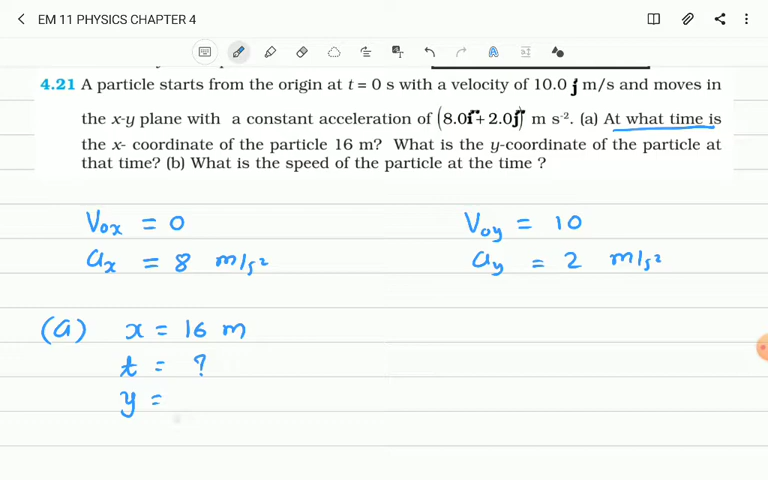 EM 11 PHYSICS CHAPTER 4
4.21 A particle starts from the origin at t = 0 s with a velocity of 10.0 ĵ m/s and moves in
the x-y plane with a constant acceleration of (8.0î + 2.0ĵ) m s⁻². (a) At what time is
the x- coordinate of the particle 16 m? What is the y-coordinate of the particle at
that time? (b) What is the speed of the particle at the time ?
V₀ₓ = 0
V₀y = 10
aₓ = 8 m/s²
ay = 2 m/s²
(a) x = 16 m
t = ?
y =